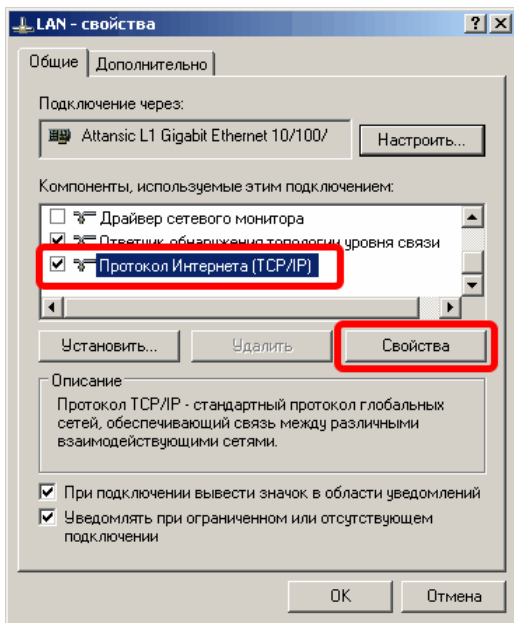 LAN - свойства
Общие
Дополнительно
Подключение через:
Attansic L1 Gigabit Ethernet 10/100/
Настроить...
Компоненты, используемые этим подключением:
Драйвер сетевого монитора
Ответчик обнаружения топологии уровня связи
Протокол Интернета (TCP/IP)
Установить...
Удалить
Свойства
Описание
Протокол TCP/IP - стандартный протокол глобальных
сетей, обеспечивающий связь между различными
взаимодействующими сетями.
При подключении вывести значок в области уведомлений
Уведомлять при ограниченном или отсутствующем
подключении
OK
Отмена